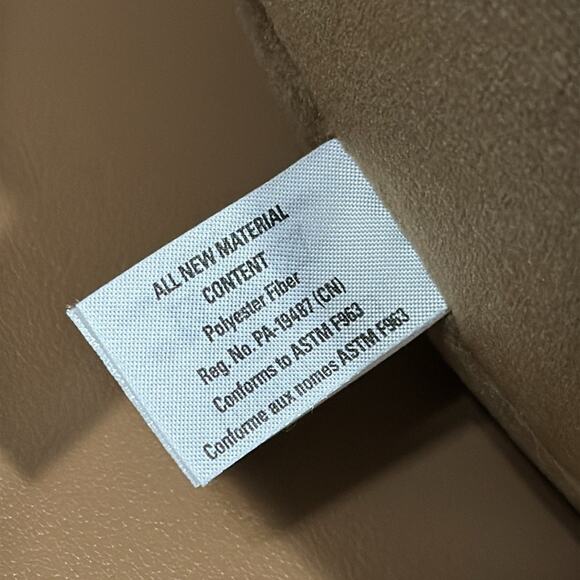 ALL NEW MATERIAL
CONTENT
Polyester Fiber
Reg. No. PA-19487 (CN)
Conforms to ASTM F963
Conforme aux nomes ASTM F963